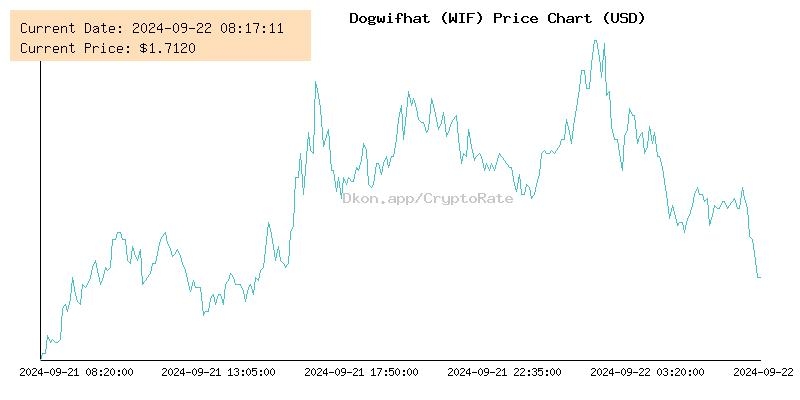 Dogwifhat (WIF) Price Chart (USD)
Current Date: 2024-09-22 08:17:11
Current Price: $1.7120
Dkon.app/CryptoRate
2024-09-21 08:20:00
2024-09-21 13:05:00
2024-09-21 17:50:00
2024-09-21 22:35:00
2024-09-22 03:20:00
2024-09-22